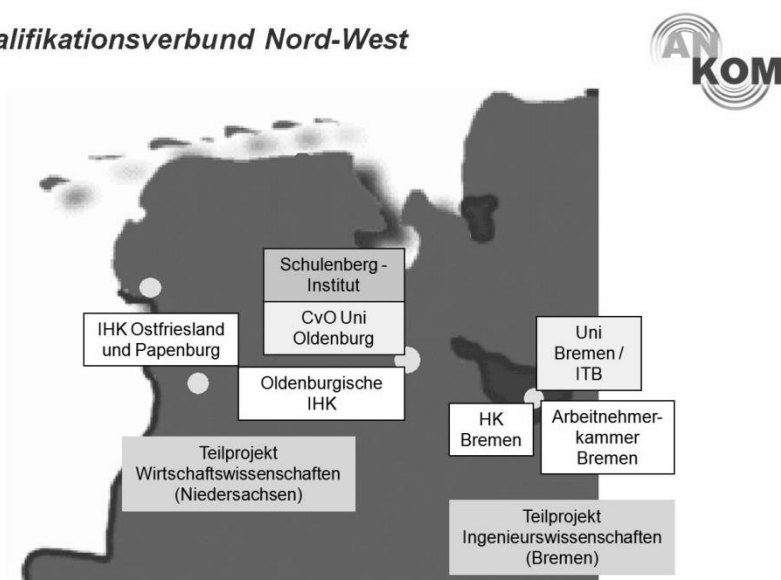 alifikationsverbund Nord-West
AN
KOM
Schulenberg -
Institut
CvO Uni
Oldenburg
IHK Ostfriesland
und Papenburg
Oldenburgische
IHK
Uni
Bremen /
ITB
HK
Bremen
Arbeitnehmer-
kammer
Bremen
Teilprojekt
Wirtschaftswissenschaften
(Niedersachsen)
Teilprojekt
Ingenieurswissenschaften
(Bremen)